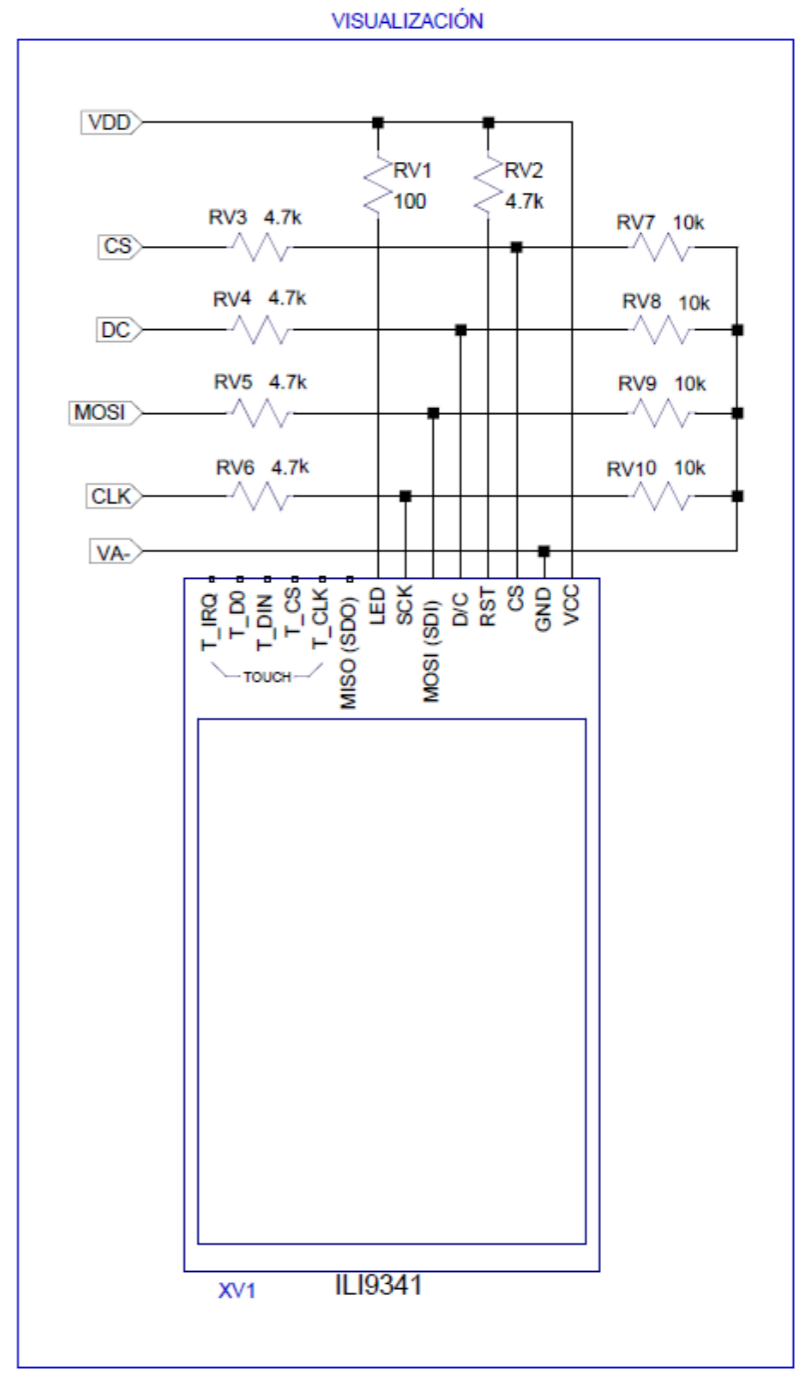 VISUALIZACIÓN
VDD
RV1
100
RV2
4.7k
RV3 4.7k
RV7 10k
CS
RV4 4.7k
RV8 10k
DC
RV5 4.7k
RV9 10k
MOSI
RV6 4.7k
RV10 10k
CLK
VA-
T_IRQ
T_D0
T_DIN
T_CS
T_CLK
MISO (SDO)
LED
SCK
MOSI (SDI)
D/C
RST
CS
GND
VCC
TOUCH
XV1
ILI9341